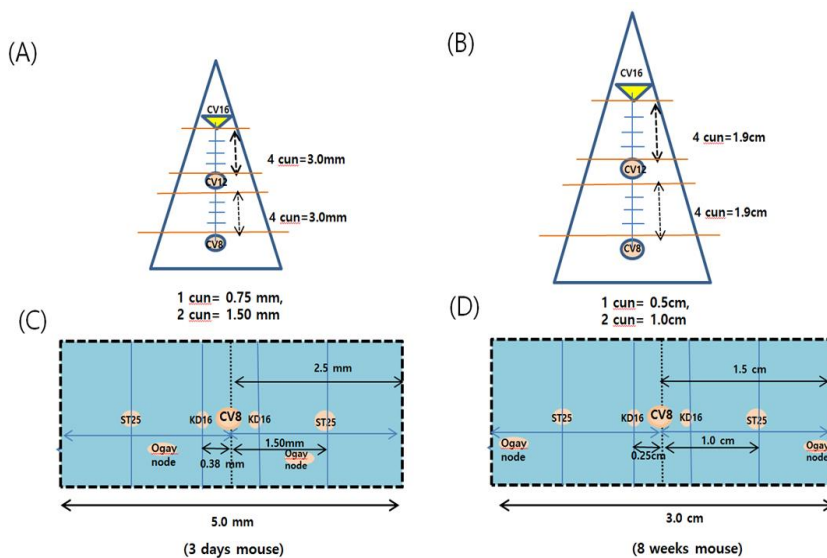 (A)
CV16
4 cun=3.0mm
CV12
4 cun=3.0mm
CV8
1 cun= 0.75 mm,
2 cun= 1.50 mm
(B)
CV16
4 cun=1.9cm
CV12
4 cun=1.9cm
CV8
1 cun= 0.5cm,
2 cun= 1.0cm
(C)
2.5 mm
ST25
KD16
CV8
KD16
ST25
1.50mm
Ogay
node
0.38 mm
Ogay
node
5.0 mm
(3 days mouse)
(D)
1.5 cm
ST25
KD16
CV8
KD16
ST25
Ogay
node
0.25cm
1.0 cm
Ogay
node
3.0 cm
(8 weeks mouse)